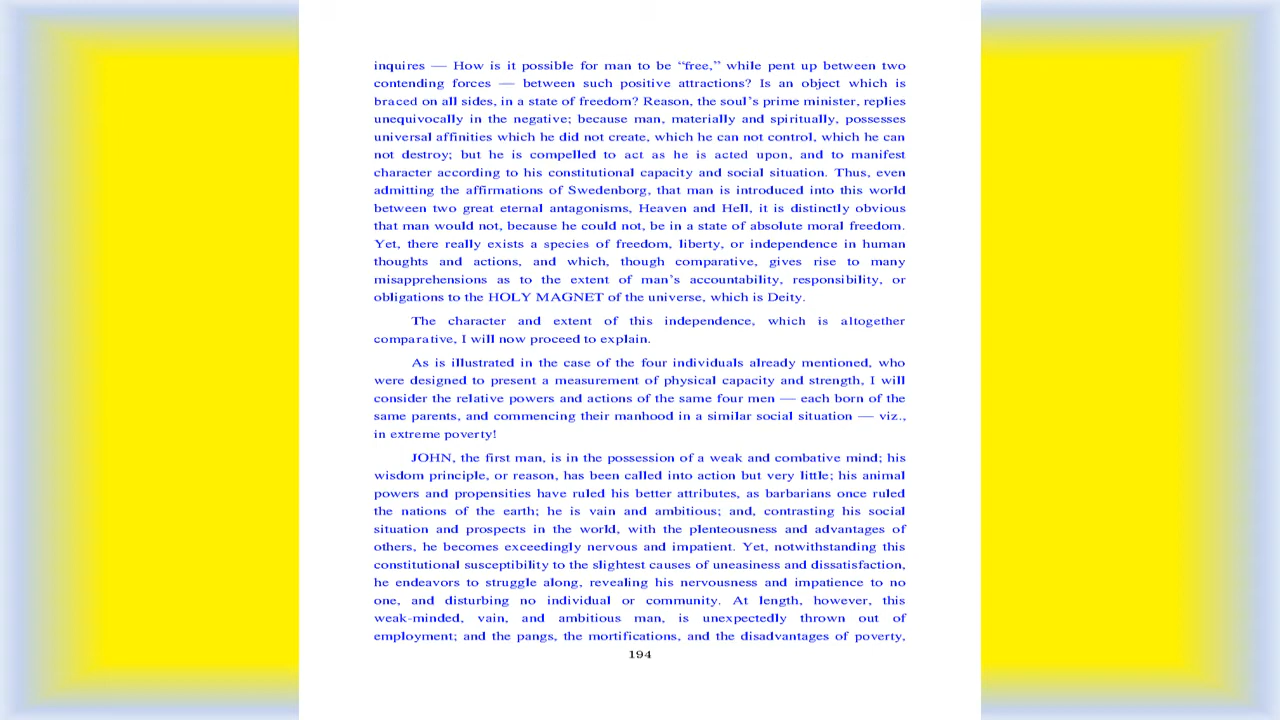 inquires — How is it possible for man to be “free,” while pent up between two
contending forces — between such positive attractions? Is an object which is
braced on all sides, in a state of freedom? Reason, the soul’s prime minister, replies
unequivocally in the negative; because man, materially and spiritually, possesses
universal affinities which he did not create, which he can not control, which he can
not destroy; but he is compelled to act as he is acted upon, and to manifest
character according to his constitutional capacity and social situation. Thus, even
admitting the affirmations of Swedenborg, that man is introduced into this world
between two great eternal antagonisms, Heaven and Hell, it is distinctly obvious
that man would not, because he could not, be in a state of absolute moral freedom.
Yet, there really exists a species of freedom, liberty, or independence in human
thoughts and actions, and which, though comparative, gives rise to many
misapprehensions as to the extent of man’s accountability, responsibility, or
obligations to the HOLY MAGNET of the universe, which is Deity.
The character and extent of this independence, which is altogether
comparative, I will now proceed to explain.
As is illustrated in the case of the four individuals already mentioned, who
were designed to present a measurement of physical capacity and strength, I will
consider the relative powers and actions of the same four men — each born of the
same parents, and commencing their manhood in a similar social situation — viz.,
in extreme poverty!
JOHN, the first man, is in the possession of a weak and combative mind; his
wisdom principle, or reason, has been called into action but very little; his animal
powers and propensities have ruled his better attributes, as barbarians once ruled
the nations of the earth; he is vain and ambitious; and, contrasting his social
situation and prospects in the world, with the plenteousness and advantages of
others, he becomes exceedingly nervous and impatient. Yet, notwithstanding this
constitutional susceptibility to the slightest causes of uneasiness and dissatisfaction,
he endeavors to struggle along, revealing his nervousness and impatience to no
one, and disturbing no individual or community. At length, however, this
weak-minded, vain, and ambitious man, is unexpectedly thrown out of
employment; and the pangs, the mortifications, and the disadvantages of poverty,
194